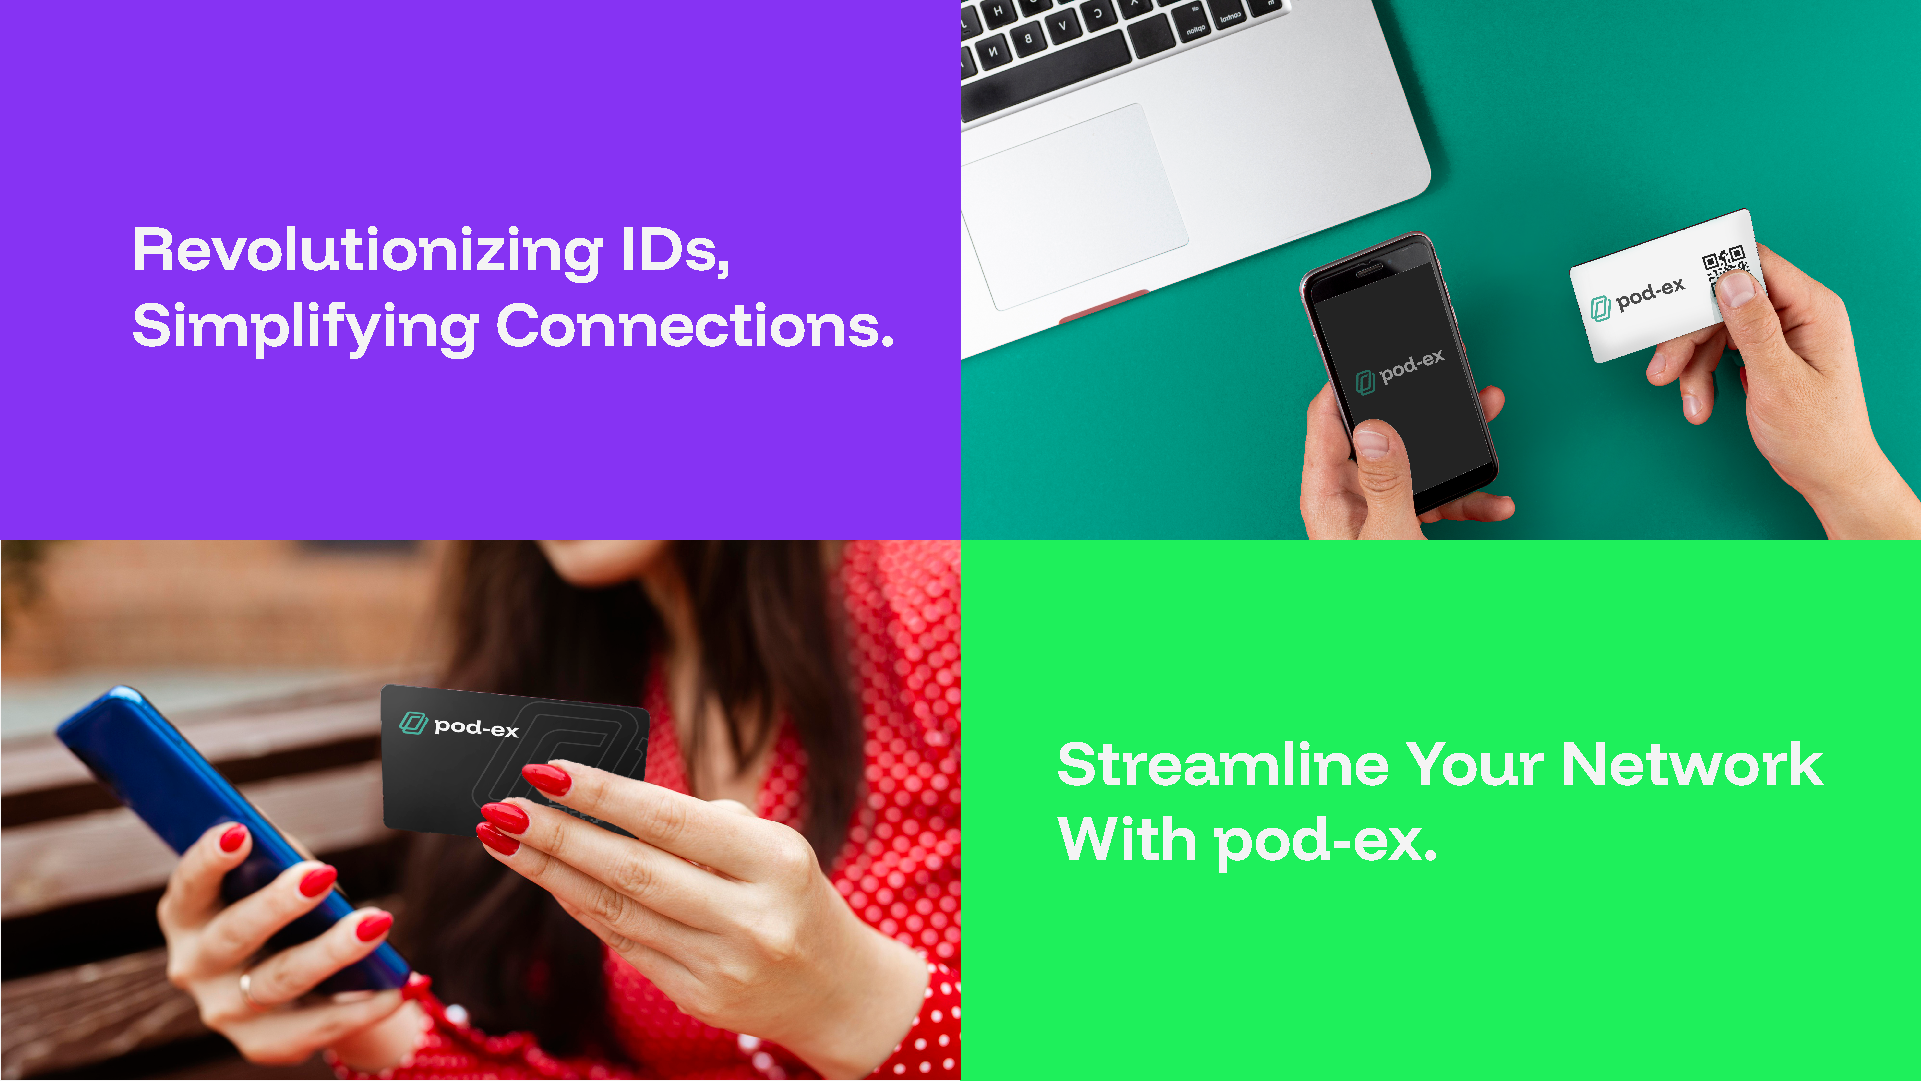 Revolutionizing IDs,
Simplifying Connections.
pod-ex
pod-ex
pod-ex
Streamline Your Network
With pod-ex.